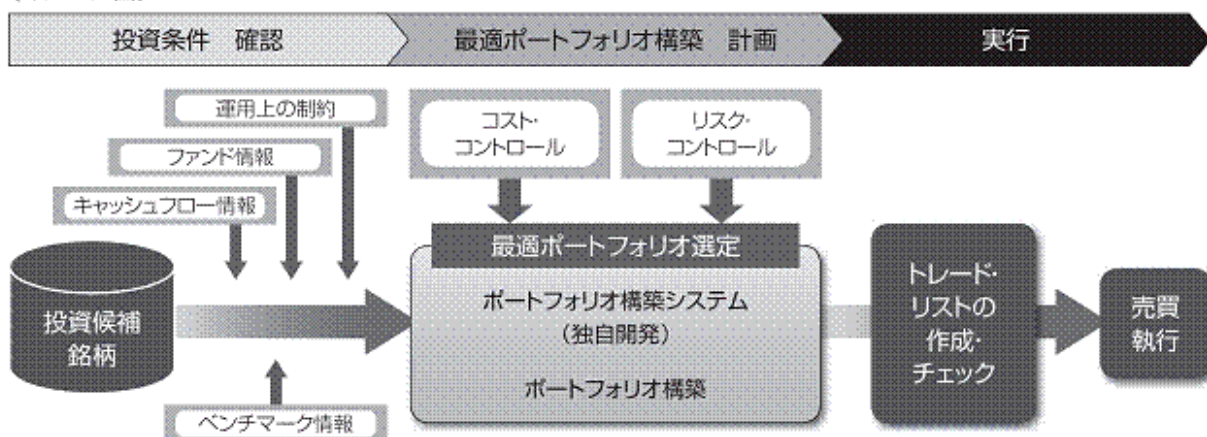 投資条件 確認
最適ポートフォリオ構築 計画
実行
運用上の制約
ファンド情報
キャッシュフロー情報
投資候補
銘柄
ベンチマーク情報
コスト・
コントロール
リスク・
コントロール
最適ポートフォリオ選定
ポートフォリオ構築システム
（独自開発）
ポートフォリオ構築
トレード・
リストの
作成・
チェック
売買
執行